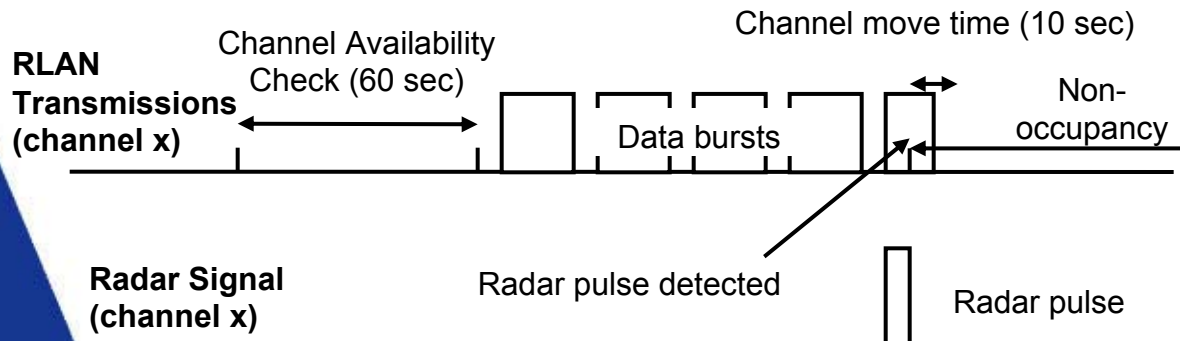 Channel move time (10 sec)
Channel Availability
Check (60 sec)
RLAN
Transmissions
(channel x)
Non-
occupancy
Data bursts
Radar pulse detected
Radar Signal
(channel x)
Radar pulse